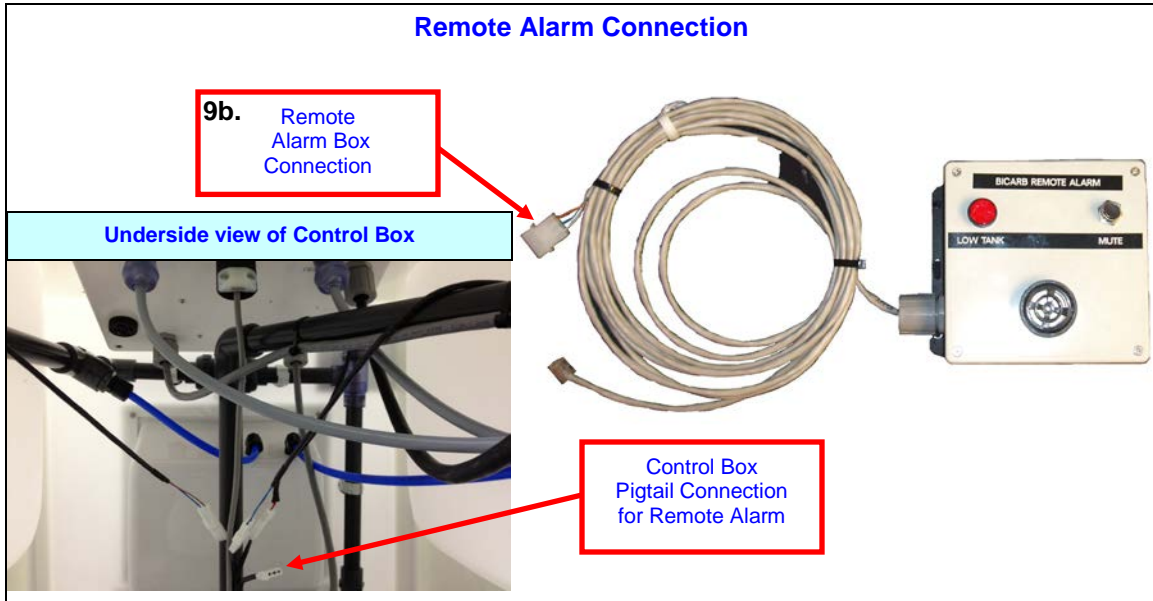 Remote Alarm Connection
9b. Remote
Alarm Box
Connection
Underside view of Control Box
BICARB REMOTE ALARM
LOW TANK MUTE
Control Box
Pigtail Connection
for Remote Alarm